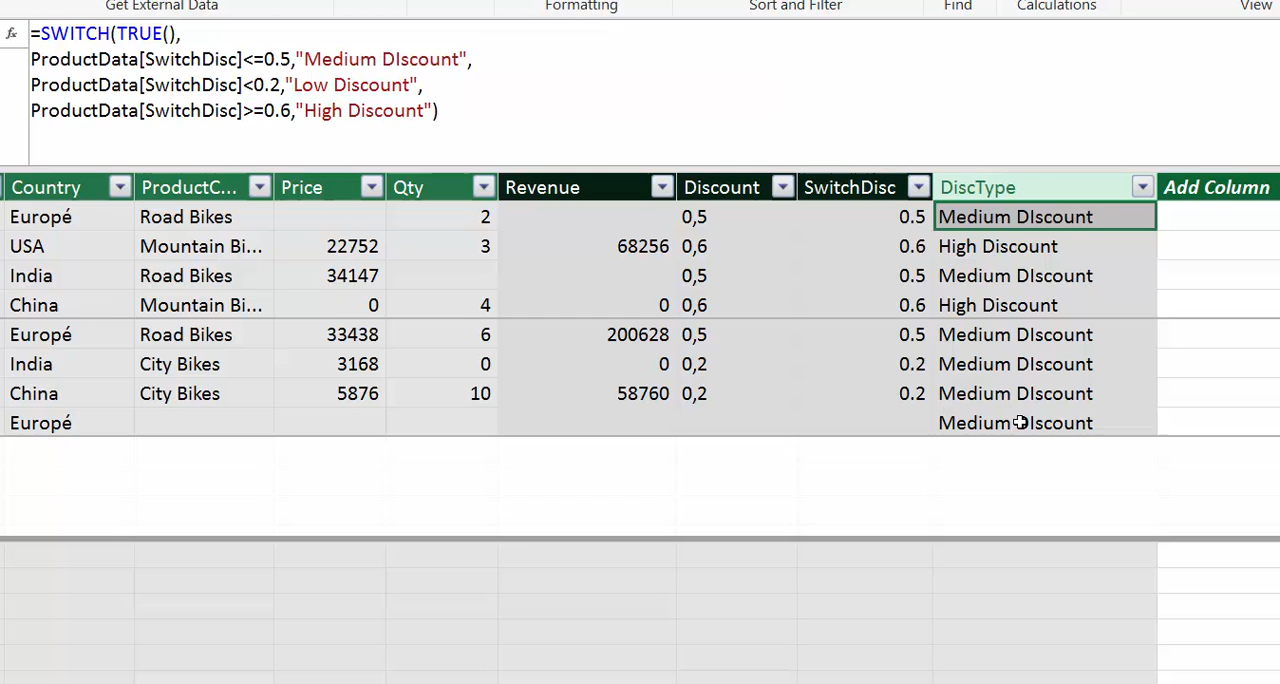 Get External Data Formatting Sort and Filter Find Calculations View
fx =SWITCH(TRUE(),
ProductData[SwitchDisc]<=0.5,"Medium DIscount",
ProductData[SwitchDisc]<0.2,"Low Discount",
ProductData[SwitchDisc]>=0.6,"High Discount")
Country ProductC... Price Qty Revenue Discount SwitchDisc DiscType Add Column
Europé Road Bikes 2 0,5 0.5 Medium DIscount
USA Mountain Bi... 22752 3 68256 0,6 0.6 High Discount
India Road Bikes 34147 0,5 0.5 Medium DIscount
China Mountain Bi... 0 4 0 0,6 0.6 High Discount
Europé Road Bikes 33438 6 200628 0,5 0.5 Medium DIscount
India City Bikes 3168 0 0 0,2 0.2 Medium DIscount
China City Bikes 5876 10 58760 0,2 0.2 Medium DIscount
Europé Medium DIscount